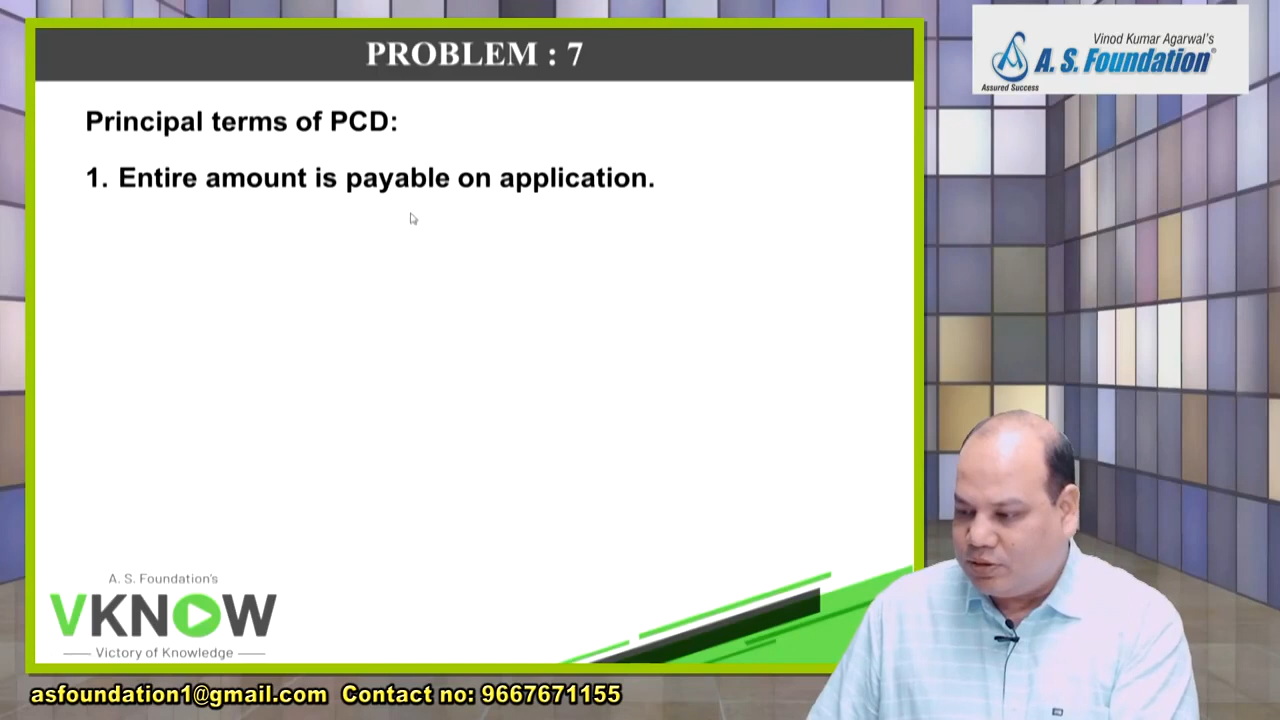 PROBLEM : 7
Vinod Kumar Agarwal's
A. S. Foundation®
Assured Success
Principal terms of PCD:
1. Entire amount is payable on application.
A. S. Foundation's
VKNOW
Victory of Knowledge
asfoundation1@gmail.com Contact no: 9667671155